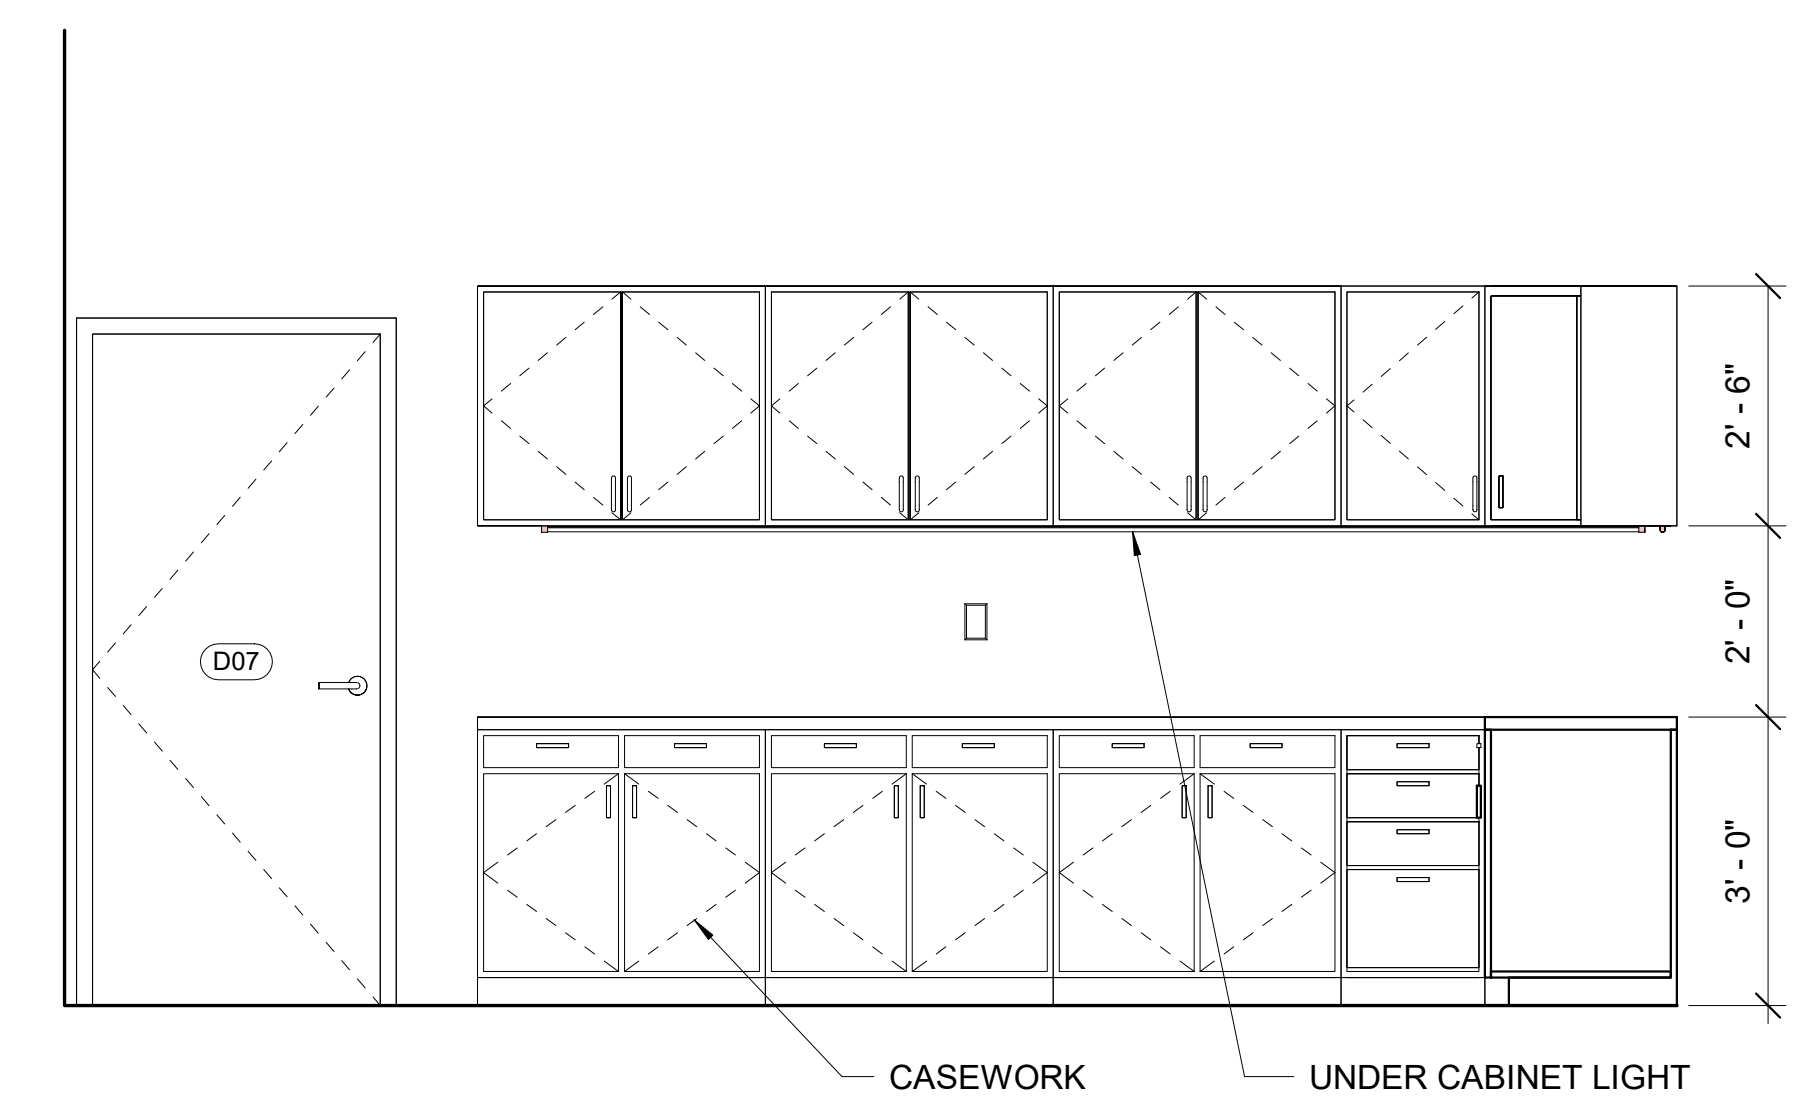 2' - 6"
2' - 0"
D07
3' - 0"
CASEWORK
UNDER CABINET LIGHT